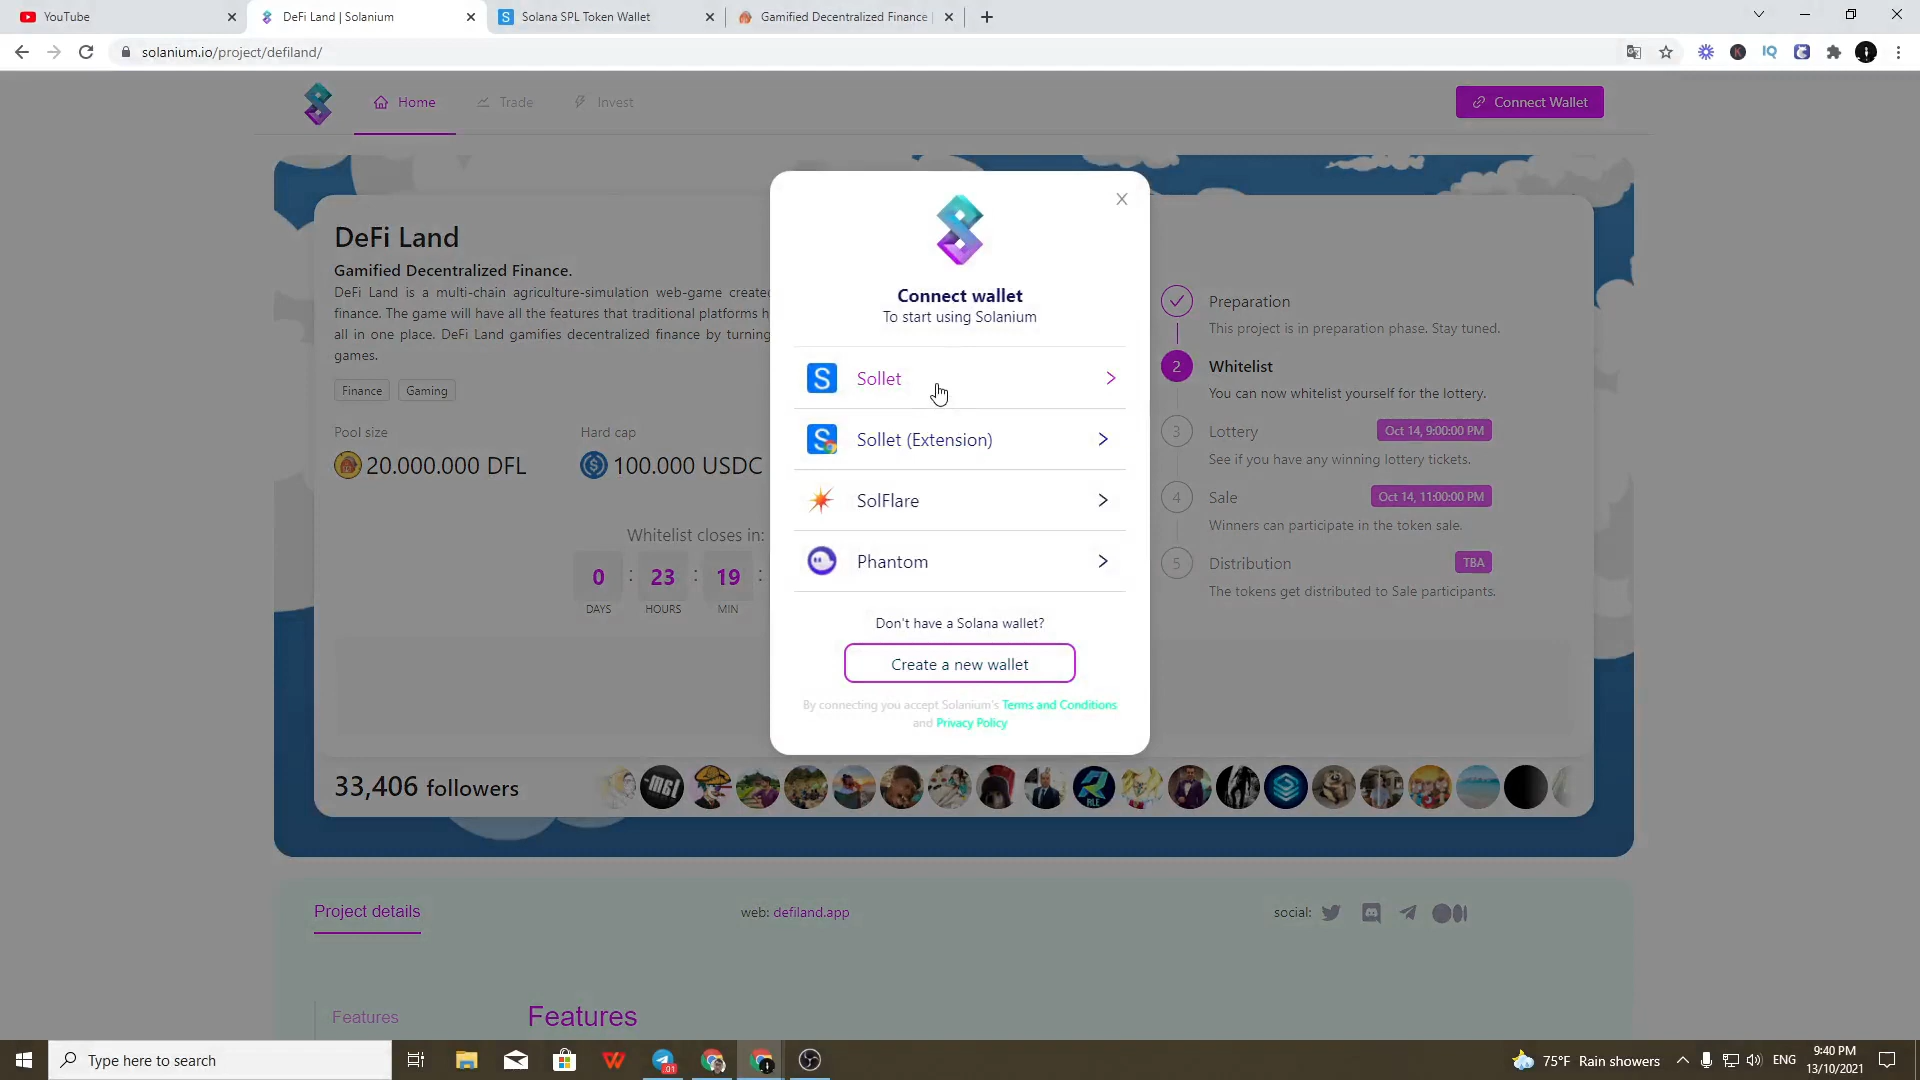 YouTube
DeFi Land | Solanium
Solana SPL Token Wallet
Gamified Decentralized Finance |
solanium.io/project/defiland/
Home
Trade
Invest
Connect Wallet
DeFi Land
Gamified Decentralized Finance.
DeFi Land is a multi-chain agriculture-simulation web-game created
finance. The game will have all the features that traditional platforms h
all in one place. DeFi Land gamifies decentralized finance by turning
games.
Finance
Gaming
Pool size
20.000.000 DFL
Hard cap
100.000 USDC
Whitelist closes in:
0 : 23 : 19 :
DAYS HOURS MIN
Connect wallet
To start using Solanium
Sollet
Sollet (Extension)
SolFlare
Phantom
Don't have a Solana wallet?
Create a new wallet
By connecting you accept Solanium's Terms and Conditions
and Privacy Policy
Preparation
This project is in preparation phase. Stay tuned.
2 Whitelist
You can now whitelist yourself for the lottery.
3 Lottery Oct 14, 9:00:00 PM
See if you have any winning lottery tickets.
4 Sale Oct 14, 11:00:00 PM
Winners can participate in the token sale.
5 Distribution TBA
The tokens get distributed to Sale participants.
33,406 followers
RLE
Project details
web: defiland.app
social:
Features
Features
Type here to search
75°F Rain showers
ENG
9:40 PM
13/10/2021